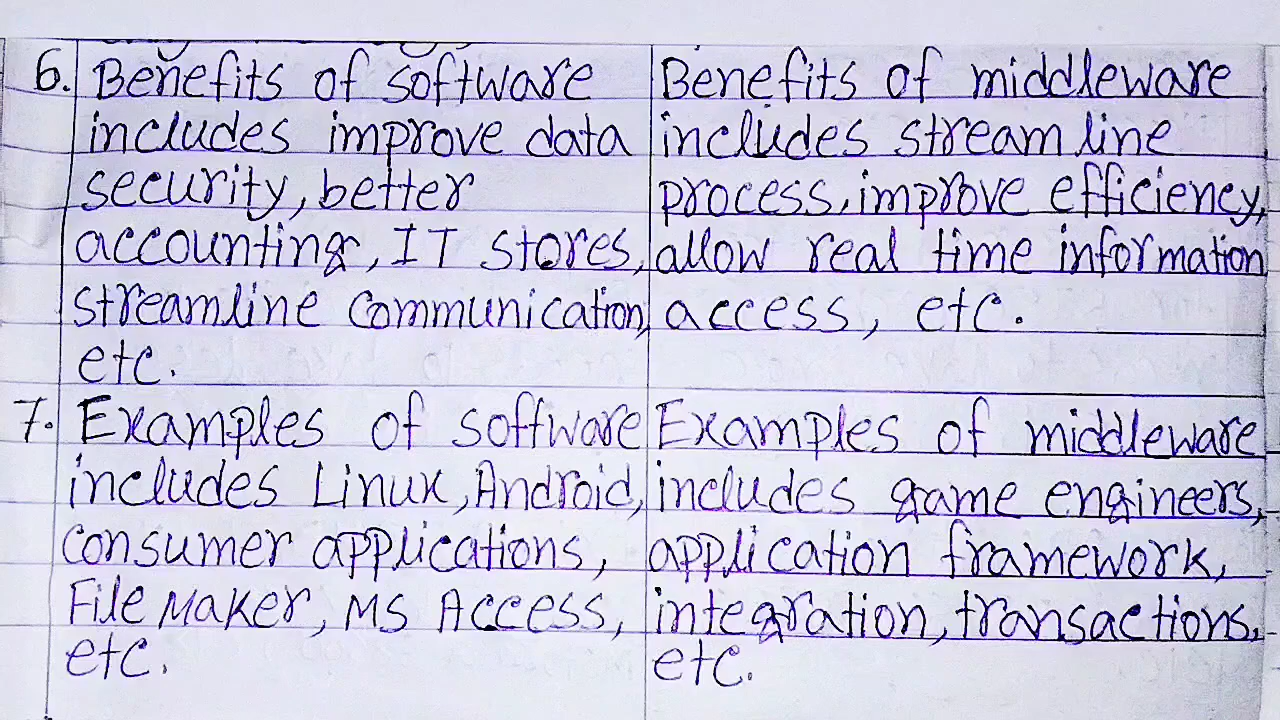 6. Benefits of software
includes improve data
security, better
accounting, IT stores,
streamline communication,
etc.
Benefits of middleware
includes streamline
process, improve efficiency,
allow real time information
access, etc.
7. Examples of software
includes Linux, Android,
consumer applications,
File Maker, MS Access,
etc.
Examples of middleware
includes game engineers,
application framework,
integration, transactions,
etc.